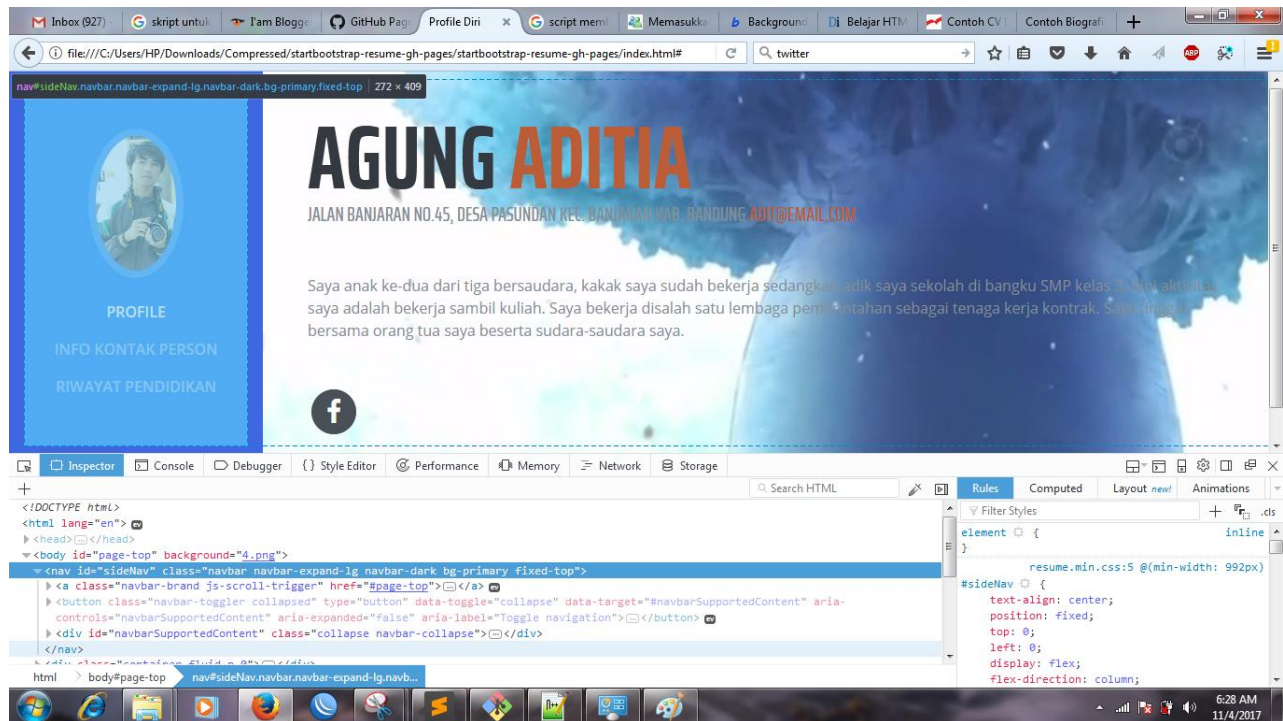 Inbox (927) skript untuk I'am Blogge GitHub Pag Profile Diri script mem Memasukka Background Belajar HTM Contoh CV Contoh Biografi
file:///C:/Users/HP/Downloads/Compressed/startbootstrap-resume-gh-pages/startbootstrap-resume-gh-pages/index.html# twitter
nav#sideNav.navbar.navbar-expand-lg.navbar-dark.bg-primary.fixed-top | 272 × 409
AGUNG ADITIA
JALAN BANJARAN NO.45, DESA PASUNDAN KEC. BANJARAN KAB. BANDUNG ADIT@EMAIL.COM
Saya anak ke-dua dari tiga bersaudara, kakak saya sudah bekerja sedangkan adik saya sekolah di bangku SMP kelas
saya adalah bekerja sambil kuliah. Saya bekerja disalah satu lembaga pemerintahan sebagai tenaga kerja kontrak. Saya tinggal
bersama orang tua saya beserta sudara-saudara saya.
PROFILE
INFO KONTAK PERSON
RIWAYAT PENDIDIKAN
Inspector Console Debugger {} Style Editor Performance Memory Network Storage
+ Search HTML
<!DOCTYPE html>
<html lang="en"> ev
<head></head>
<body id="page-top" background="4.png">
<nav id="sideNav" class="navbar navbar-expand-lg navbar-dark bg-primary fixed-top">
<a class="navbar-brand js-scroll-trigger" href="#page-top"></a> ev
<button class="navbar-toggler collapsed" type="button" data-toggle="collapse" data-target="#navbarSupportedContent" aria-
controls="navbarSupportedContent" aria-expanded="false" aria-label="Toggle navigation"></button> ev
<div id="navbarSupportedContent" class="collapse navbar-collapse"></div>
</nav>
<div class="container-fluid p-0"></div>
html body#page-top nav#sideNav.navbar.navbar-expand-lg.navb...
Rules Computed Layout new! Animations
Filter Styles + .cls
element { inline
}
resume.min.css:5 @(min-width: 992px)
#sideNav {
text-align: center;
position: fixed;
top: 0;
left: 0;
display: flex;
flex-direction: column;
6:28 AM
11/4/2017